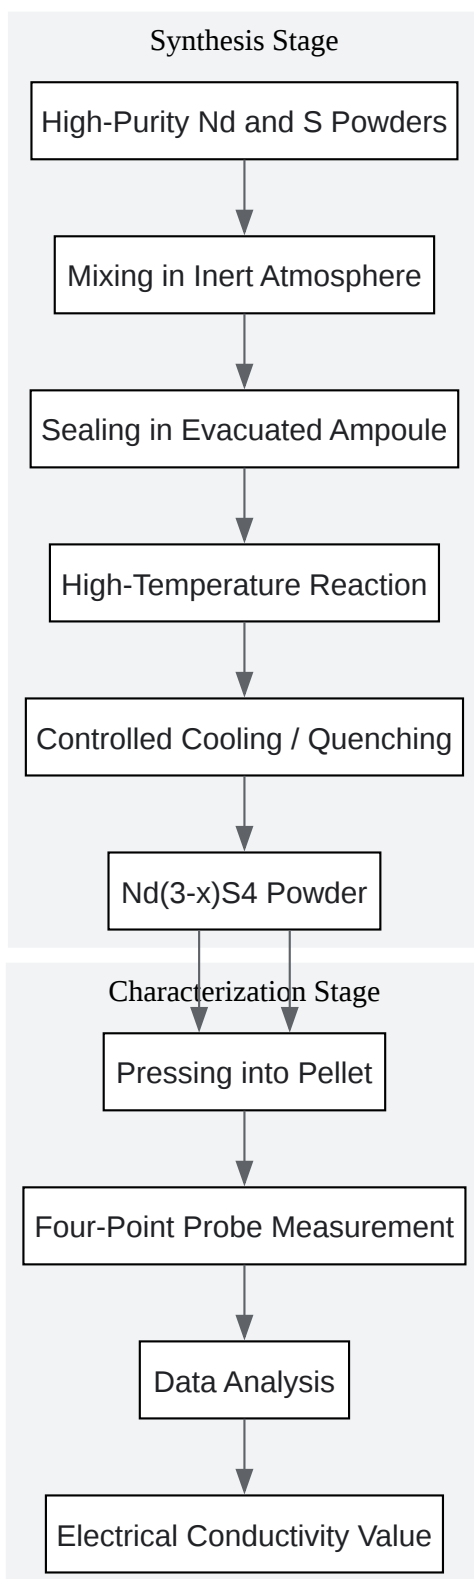 Synthesis Stage
High-Purity Nd and S Powders
Mixing in Inert Atmosphere
Sealing in Evacuated Ampoule
High-Temperature Reaction
Controlled Cooling / Quenching
Nd(3-x)S4 Powder
Characterization Stage
Pressing into Pellet
Four-Point Probe Measurement
Data Analysis
Electrical Conductivity Value